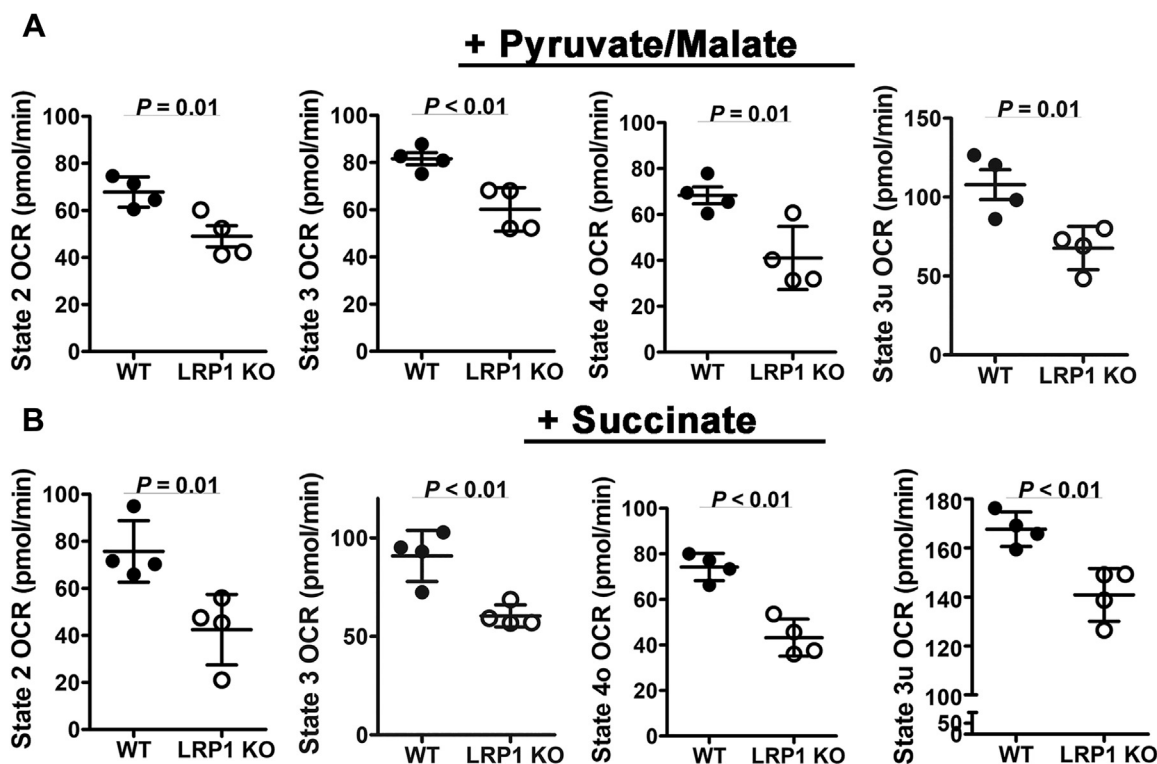 A
+ Pyruvate/Malate
State 2 OCR (pmol/min)
100
80
60
40
20
0
P = 0.01
WT LRP1 KO
State 3 OCR (pmol/min)
100
80
60
40
20
0
P < 0.01
WT LRP1 KO
State 4o OCR (pmol/min)
100
80
60
40
20
0
P = 0.01
WT LRP1 KO
State 3u OCR (pmol/min)
150
100
50
0
P = 0.01
WT LRP1 KO
B
+ Succinate
State 2 OCR (pmol/min)
100
80
60
40
20
0
P = 0.01
WT LRP1 KO
State 3 OCR (pmol/min)
100
50
0
P < 0.01
WT LRP1 KO
State 4o OCR (pmol/min)
100
80
60
40
20
0
P < 0.01
WT LRP1 KO
State 3u OCR (pmol/min)
180
160
140
120
100
50
0
P < 0.01
WT LRP1 KO